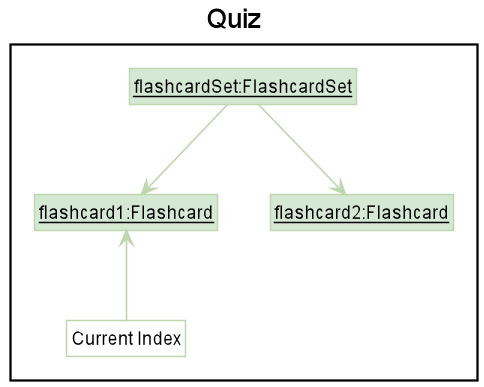 Quiz
flashcardSet:FlashcardSet
flashcard1:Flashcard
flashcard2:Flashcard
Current Index